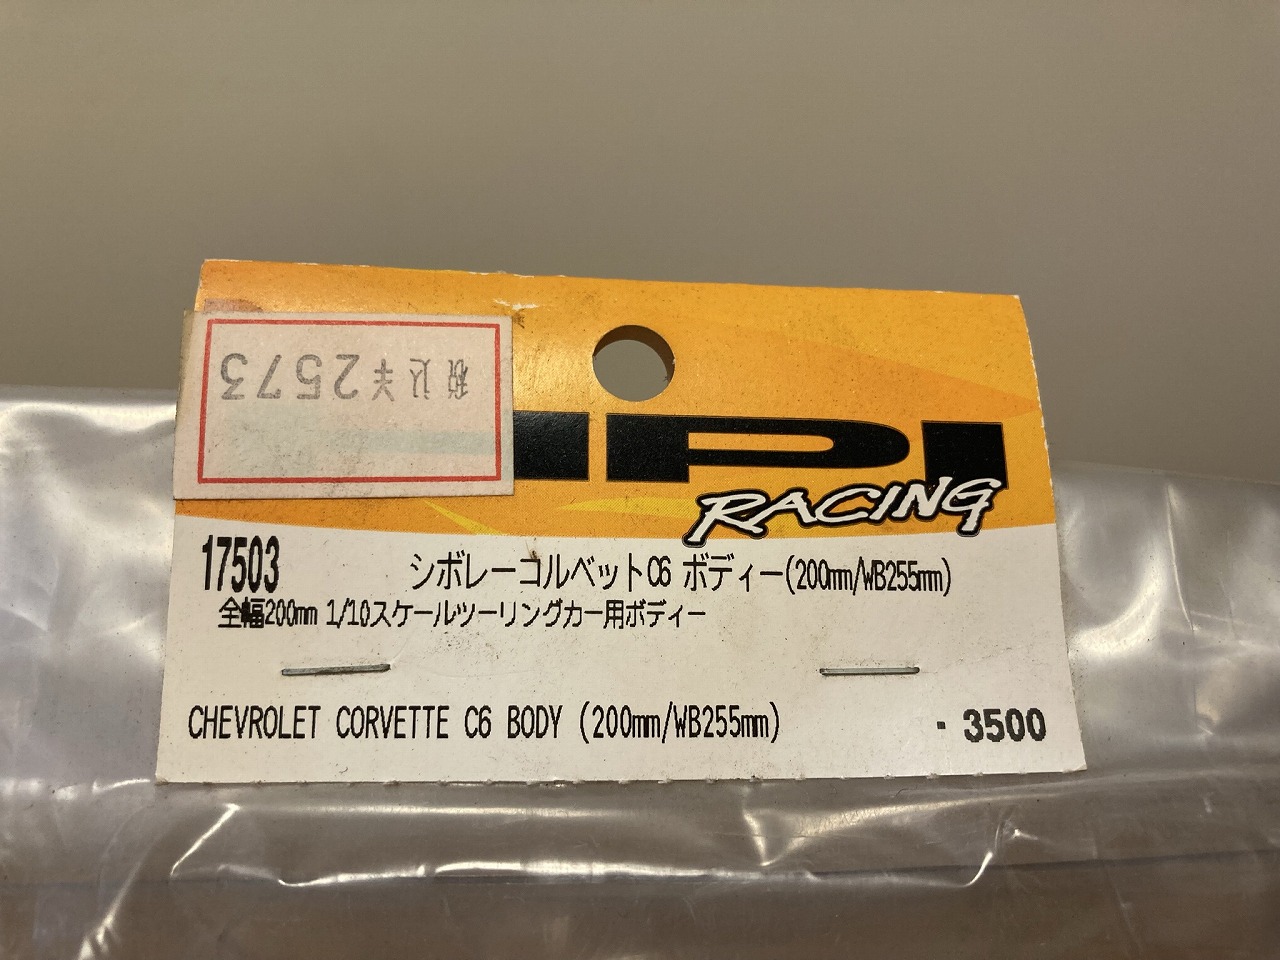 税込¥2573
RACING
17503 シボレーコルベットC6 ボディー(200mm/WB255mm)
全幅200mm 1/10スケールツーリングカー用ボディー
CHEVROLET CORVETTE C6 BODY (200mm/WB255mm) · 3500